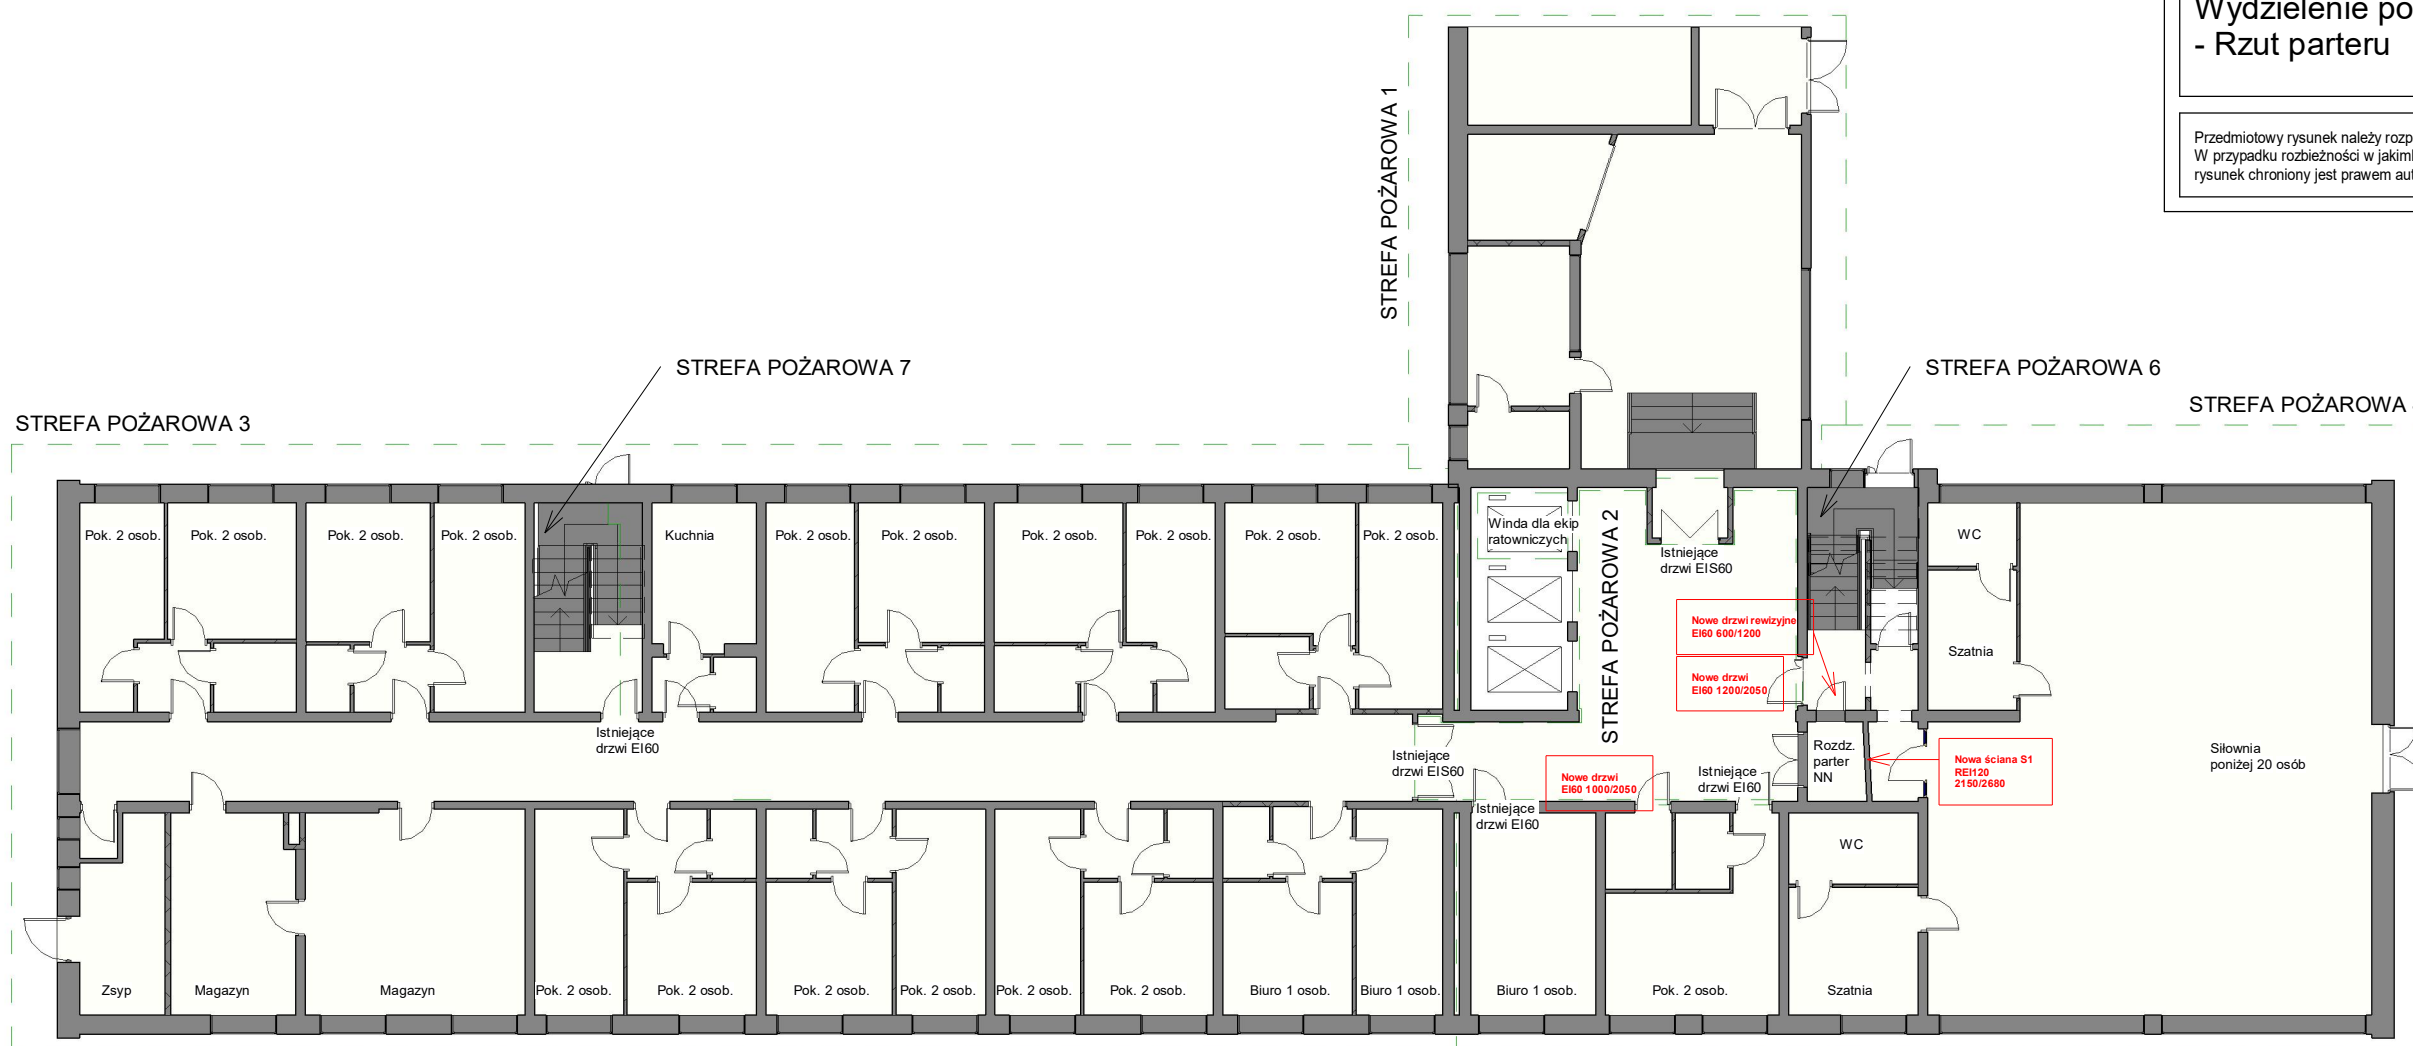 Wydzielenie po
- Rzut parteru
Przedmiotowy rysunek należy rozp
W przypadku rozbieżności w jakim
rysunek chroniony jest prawem au
STREFA POŻAROWA 1
STREFA POŻAROWA 7
STREFA POŻAROWA 6
STREFA POŻAROWA 3
STREFA POŻAROWA
Pok. 2 osob.
Pok. 2 osob.
Pok. 2 osob.
Pok. 2 osob.
Kuchnia
Pok. 2 osob.
Pok. 2 osob.
Pok. 2 osob.
Pok. 2 osob.
Pok. 2 osob.
Pok. 2 osob.
Winda dla ekip
ratowniczych
STREFA POŻAROWA 2
Istniejące
drzwi EIS60
WC
Szatnia
Nowe drzwi rewizyjne
EI60 600/1200
Nowe drzwi
EI60 1200/2050
Istniejące
drzwi EI60
Istniejące
drzwi EIS60
Nowe drzwi
EI60 1000/2050
Istniejące
drzwi EI60
Istniejące
drzwi EI60
Rozdz.
parter
NN
Nowa ściana S1
REI120
2150/2680
Siłownia
poniżej 20 osób
WC
Zsyp
Magazyn
Magazyn
Pok. 2 osob.
Pok. 2 osob.
Pok. 2 osob.
Pok. 2 osob.
Pok. 2 osob.
Pok. 2 osob.
Biuro 1 osob.
Biuro 1 osob.
Biuro 1 osob.
Pok. 2 osob.
Szatnia